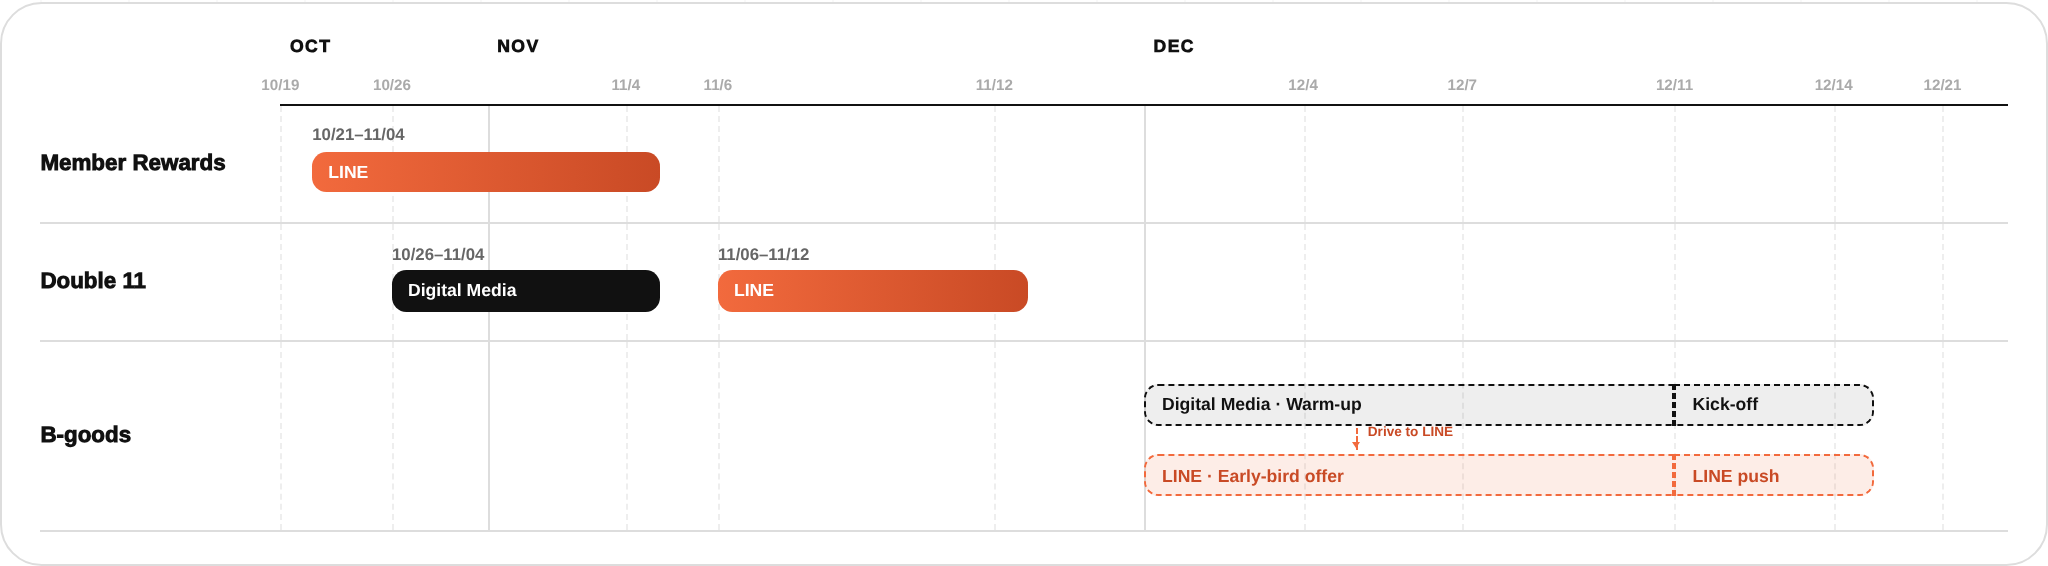 OCT
NOV
DEC
10/19
10/26
11/4
11/6
11/12
12/4
12/7
12/11
12/14
12/21
Member Rewards
10/21–11/04
LINE
Double 11
10/26–11/04
Digital Media
11/06–11/12
LINE
B-goods
Digital Media · Warm-up
Kick-off
Drive to LINE
LINE · Early-bird offer
LINE push